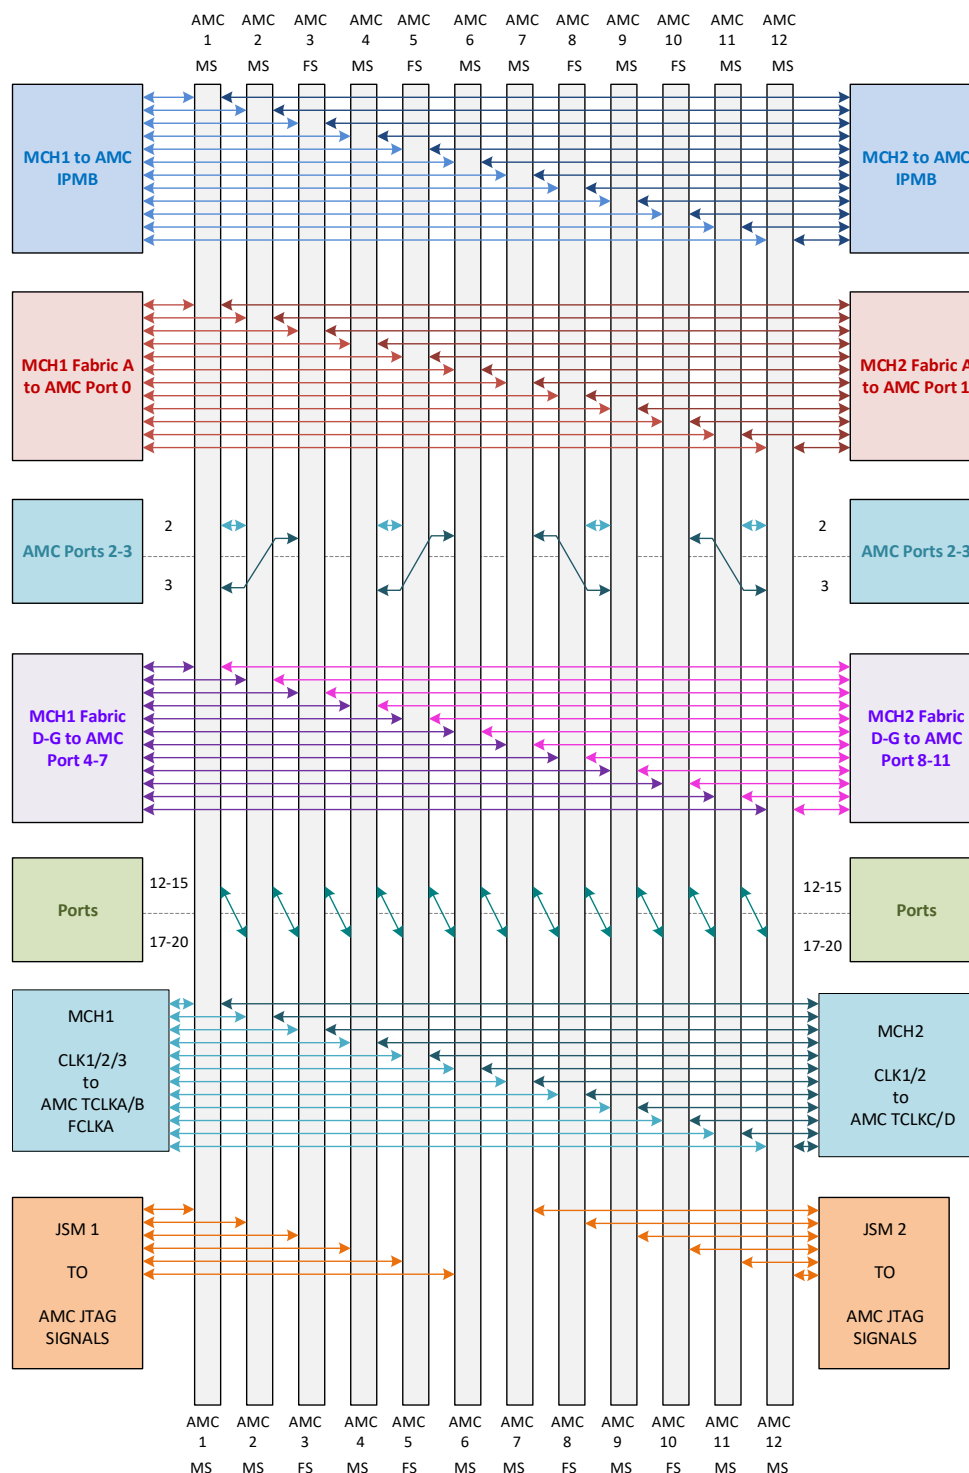 AMC AMC AMC AMC AMC AMC AMC AMC AMC AMC AMC AMC
1 2 3 4 5 6 7 8 9 10 11 12
MS MS FS MS FS MS MS FS MS FS MS MS
MCH1 to AMC
IPMB
MCH2 to AMC
IPMB
MCH1 Fabric A
to AMC Port 0
MCH2 Fabric A
to AMC Port 1
AMC Ports 2-3
2
3
2
3
AMC Ports 2-3
MCH1 Fabric
D-G to AMC
Port 4-7
MCH2 Fabric
D-G to AMC
Port 8-11
Ports
12-15
17-20
12-15
17-20
Ports
MCH1
CLK1/2/3
to
AMC TCLKA/B
FCLKA
MCH2
CLK1/2
to
AMC TCLKC/D
JSM 1
TO
AMC JTAG
SIGNALS
JSM 2
TO
AMC JTAG
SIGNALS
AMC AMC AMC AMC AMC AMC AMC AMC AMC AMC AMC AMC
1 2 3 4 5 6 7 8 9 10 11 12
MS MS FS MS FS MS MS FS MS FS MS MS